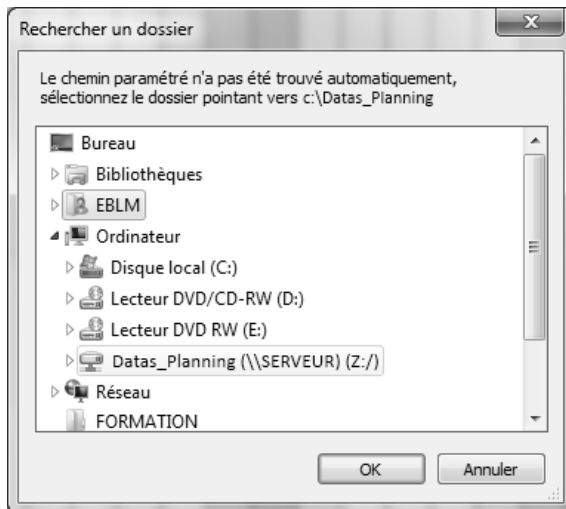 Rechercher un dossier
x
Le chemin paramétré n'a pas été trouvé automatiquement,
sélectionnez le dossier pointant vers c:\Datas_Planning
Bureau
Bibliothèques
EBLM
Ordinateur
Disque local (C:)
Lecteur DVD/CD-RW (D:)
Lecteur DVD RW (E:)
Datas_Planning (\\SERVEUR) (Z:/)
Réseau
FORMATION
OK Annuler